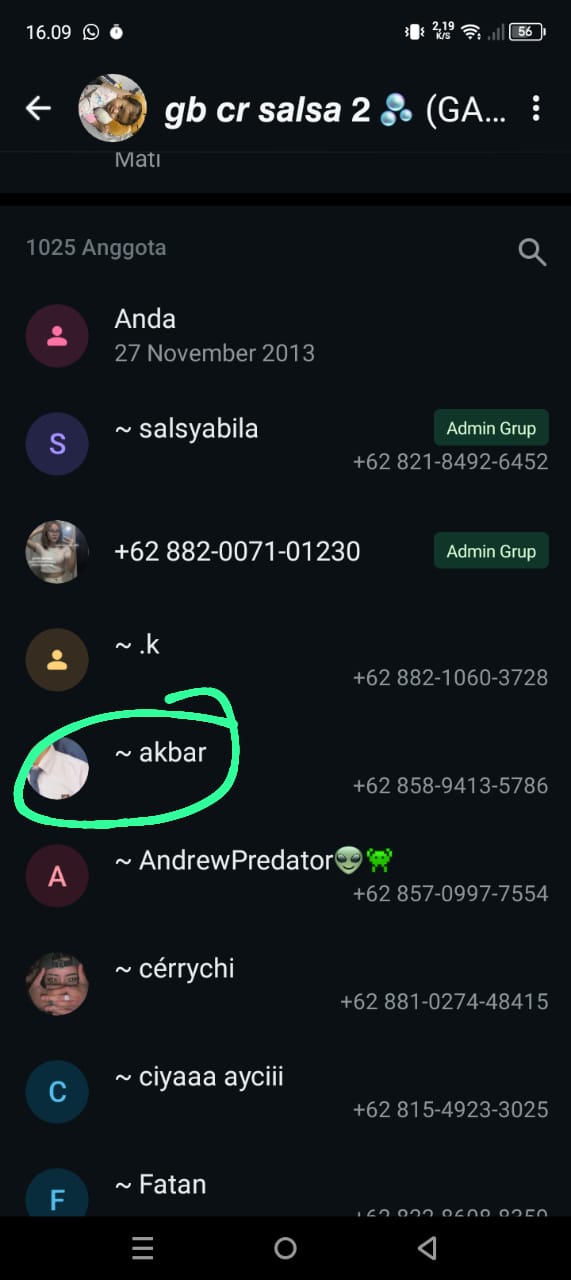 16.09
2,19 K/S
56
gb cr salsa 2 🫧 (GA...
Mati
1025 Anggota
Anda
27 November 2013
S
~ salsyabila
Admin Grup
+62 821-8492-6452
+62 882-0071-01230
Admin Grup
~ .k
+62 882-1060-3728
~ akbar
+62 858-9413-5786
A
~ AndrewPredator👽👾
+62 857-0997-7554
~ cérrychi
+62 881-0274-48415
C
~ ciyaaa ayciii
+62 815-4923-3025
F
~ Fatan